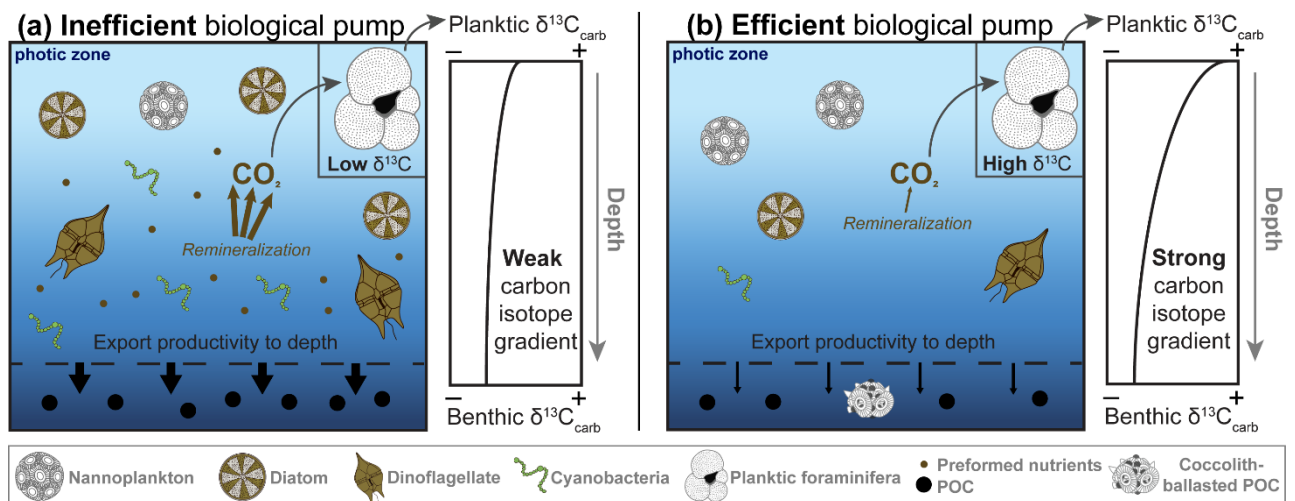 (a) Inefficient biological pump
photic zone
Low δ¹³C
CO₂
Remineralization
Export productivity to depth
Planktic δ¹³Ccarb
− +
Weak
carbon
isotope
gradient
Depth
− +
Benthic δ¹³Ccarb
(b) Efficient biological pump
photic zone
High δ¹³C
CO₂
Remineralization
Export productivity to depth
Planktic δ¹³Ccarb
− +
Strong
carbon
isotope
gradient
Depth
− +
Benthic δ¹³Ccarb
Nannoplankton
Diatom
Dinoflagellate
Cyanobacteria
Planktic foraminifera
Preformed nutrients
POC
Coccolith-
ballasted POC